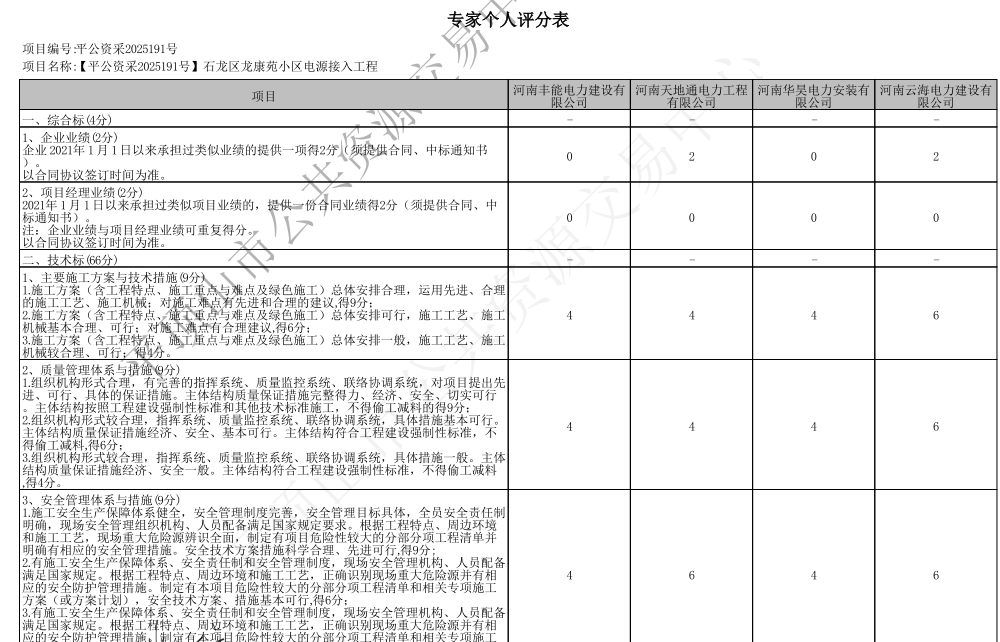 专家个人评分表
项目编号:平公资采2025191号
项目名称:【平公资采2025191号】石龙区龙康苑小区电源接入工程
项目
河南丰能电力建设有
限公司
河南天地通电力工程
有限公司
河南华昊电力安装有
限公司
河南云海电力建设有
限公司
一、综合标(4分)
–
–
–
–
1、企业业绩(2分)
企业 2021年 1 月 1 日以来承担过类似业绩的提供一项得2分（须提供合同、中标通知书
）。
以合同协议签订时间为准。
0
2
0
2
2、项目经理业绩(2分)
2021年 1 月 1 日以来承担过类似项目业绩的，提供一份合同业绩得2分（须提供合同、中
标通知书）。
注: 企业业绩与项目经理业绩可重复得分。
以合同协议签订时间为准。
0
0
0
0
二、技术标(66分)
–
–
–
–
1、主要施工方案与技术措施(9分)
1.施工方案（含工程特点、施工重点与难点及绿色施工）总体安排合理，运用先进、合理
的施工工艺、施工机械；对施工难点有先进和合理的建议,得9分;
2.施工方案（含工程特点、施工重点与难点及绿色施工）总体安排可行，施工工艺、施工
机械基本合理、可行；对施工难点有合理建议,得6分;
3.施工方案（含工程特点、施工重点与难点及绿色施工）总体安排一般，施工工艺、施工
机械较合理、可行；得4分。
4
4
4
6
2、质量管理体系与措施(9分)
1.组织机构形式合理，有完善的指挥系统、质量监控系统、联络协调系统，对项目提出先
进、可行、具体的保证措施。主体结构质量保证措施完整得力、经济、安全、切实可行
。主体结构按照工程建设强制性标准和其他技术标准施工，不得偷工减料的得9分;
2.组织机构形式较合理，指挥系统、质量监控系统、联络协调系统，具体措施基本可行。
主体结构质量保证措施经济、安全、基本可行。主体结构符合工程建设强制性标准，不
得偷工减料,得6分;
3.组织机构形式较合理，指挥系统、质量监控系统、联络协调系统，具体措施一般。主体
结构质量保证措施经济、安全一般。主体结构符合工程建设强制性标准，不得偷工减料
,得4分。
4
4
4
6
3、安全管理体系与措施(9分)
1.施工安全生产保障体系健全，安全管理制度完善，安全管理目标具体，全员安全责任制
明确，现场安全管理组织机构、人员配备满足国家规定要求。根据工程特点、周边环境
和施工工艺，现场重大危险源辨识全面，制定有项目危险性较大的分部分项工程清单并
明确有相应的安全管理措施。安全技术方案措施科学合理、先进可行,得9分;
2.有施工安全生产保障体系、安全责任制和安全管理制度，现场安全管理机构、人员配备
满足国家规定。根据工程特点、周边环境和施工工艺，正确识别现场重大危险源并有相
应的安全防护管理措施。制定有本项目危险性较大的分部分项工程清单和相关专项施工
方案（或方案计划），安全技术方案、措施基本可行,得6分;
3.有施工安全生产保障体系、安全责任制和安全管理制度，现场安全管理机构、人员配备
满足国家规定。根据工程特点、周边环境和施工工艺，正确识别现场重大危险源并有相
应的安全防护管理措施。制定有本项目危险性较大的分部分项工程清单和相关专项施工
4
6
4
6
平顶山市公共资源交易中心